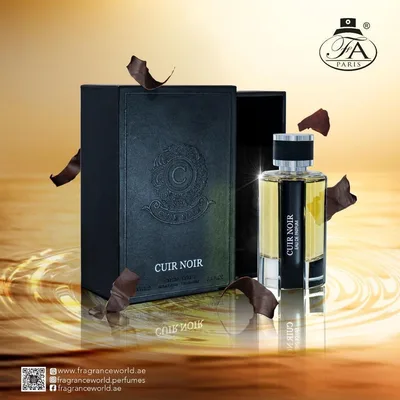 FA
®
PARIS
C
CUIR NOIR
CUIR NOIR
EAU DE PARFUM
www.fragranceworld.ae
fragranceworld.perfumes
fragranceworld.ae